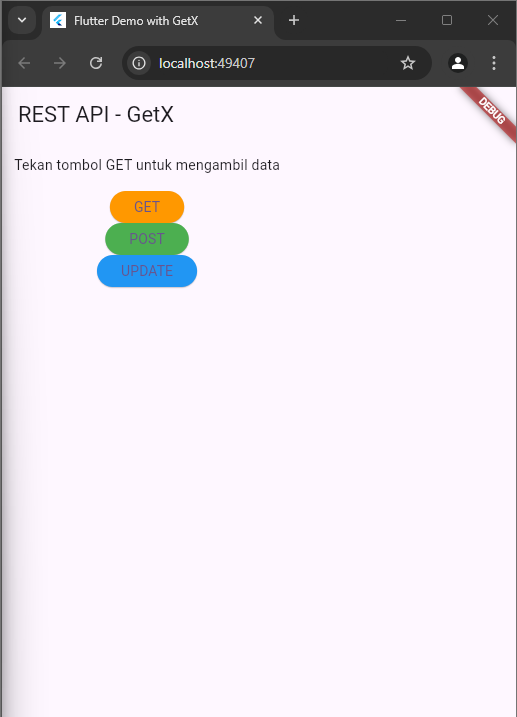 Flutter Demo with GetX
localhost:49407
REST API - GetX
DEBUG
Tekan tombol GET untuk mengambil data
GET
POST
UPDATE